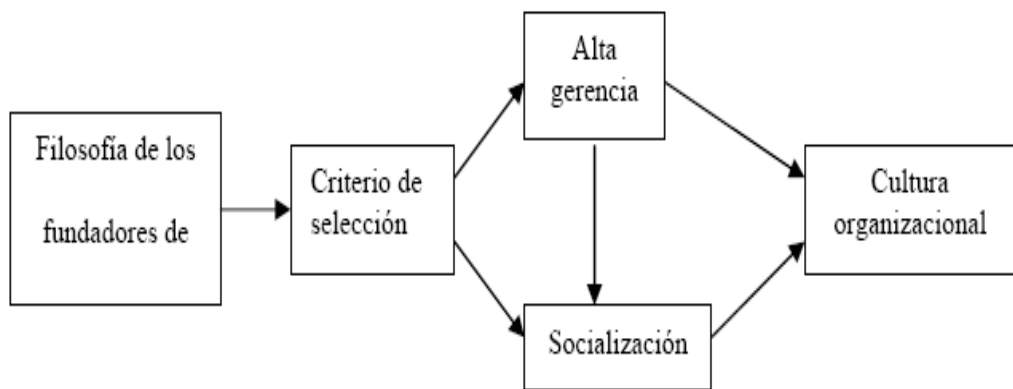 Filosofía de los
fundadores de
Criterio de
selección
Alta
gerencia
Socialización
Cultura
organizacional